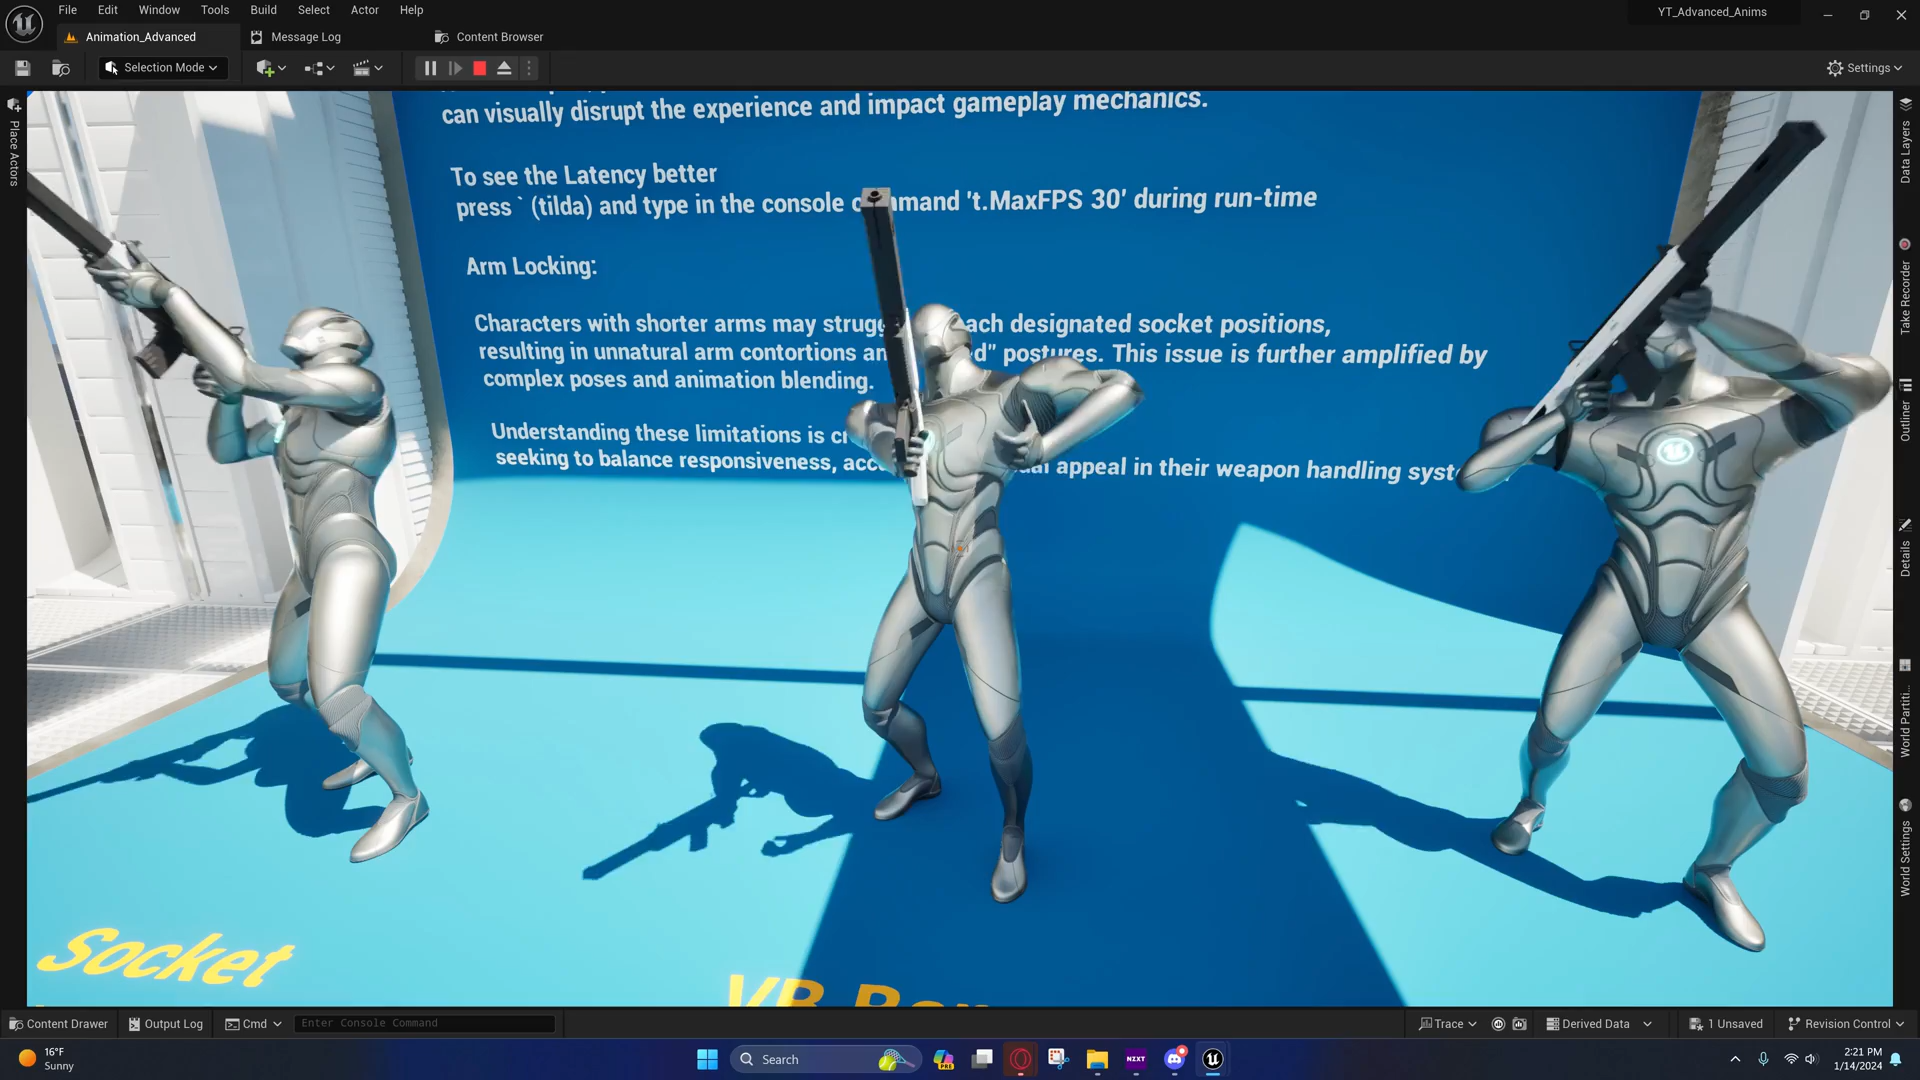 File Edit Window Tools Build Select Actor Help
YT_Advanced_Anims
Animation_Advanced
Message Log
Content Browser
Selection Mode
Settings
Place Actors
can visually disrupt the experience and impact gameplay mechanics.
To see the Latency better
press ` (tilda) and type in the console mmand 't.MaxFPS 30' during run-time
Arm Locking:
Characters with shorter arms may ach designated socket positions,
resulting in unnatural arm contortions d" postures. This issue is further amplified by
complex poses and animation blending.
Understanding these limitations is
seeking to balance responsiveness, appeal in their weapon handling
Socket
VB
Data Layers
Take Recorder
Outliner
Details
World Partiti...
World Settings
Content Drawer
Output Log
Cmd
Enter Console Command
Trace
Derived Data
1 Unsaved
Revision Control
16°F
Sunny
Search
PRE
NZXT
2:21 PM
1/14/2024